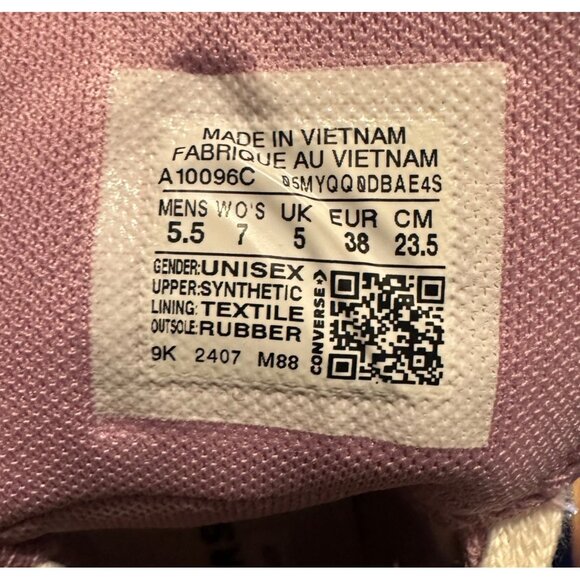 MADE IN VIETNAM
FABRIQUE AU VIETNAM
A10096C 05MYQQ0DBAE4S
MENS WO'S UK EUR CM
5.5 7 5 38 23.5
GENDER:UNISEX
UPPER:SYNTHETIC
LINING: TEXTILE
OUTSOLE:RUBBER
CONVERSE
9K 2407 M88